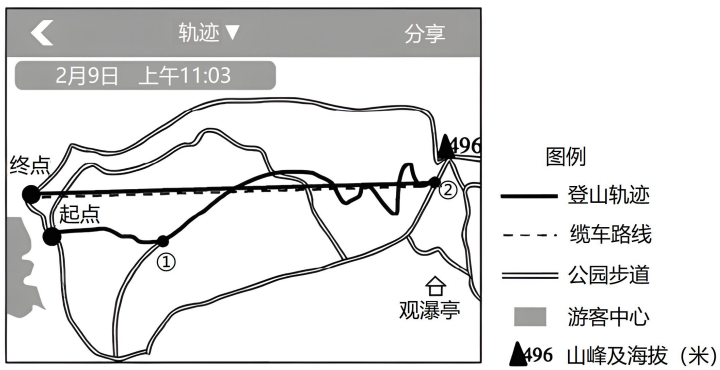 轨迹▼
分享
2月9日 上午11:03
496
终点
起点
②
①
观瀑亭
图例
登山轨迹
缆车路线
公园步道
游客中心
496 山峰及海拔（米）